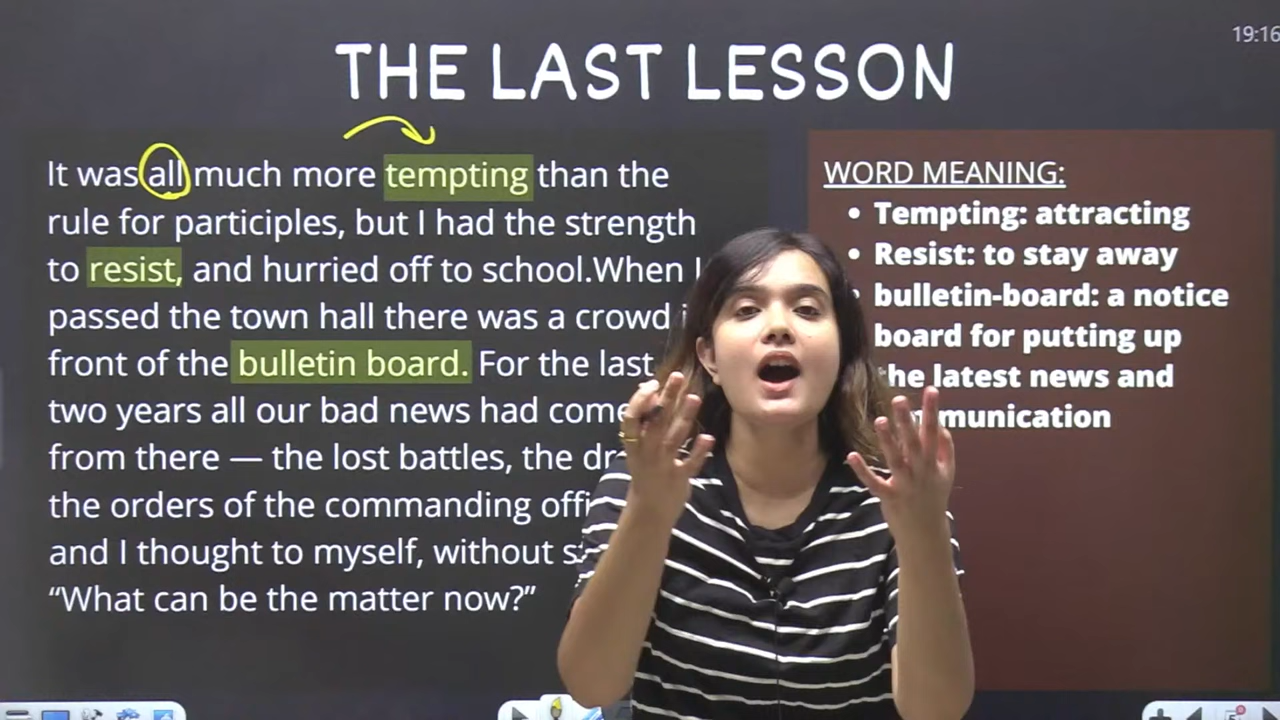 19:16
THE LAST LESSON
It was all much more tempting than the
rule for participles, but I had the strength
to resist, and hurried off to school.When I
passed the town hall there was a crowd
front of the bulletin board. For the last
two years all our bad news had come
from there — the lost battles, the
the orders of the commanding
and I thought to myself, without
“What can be the matter now?”
WORD MEANING:
• Tempting: attracting
• Resist: to stay away
• bulletin-board: a notice
board for putting up
the latest news and